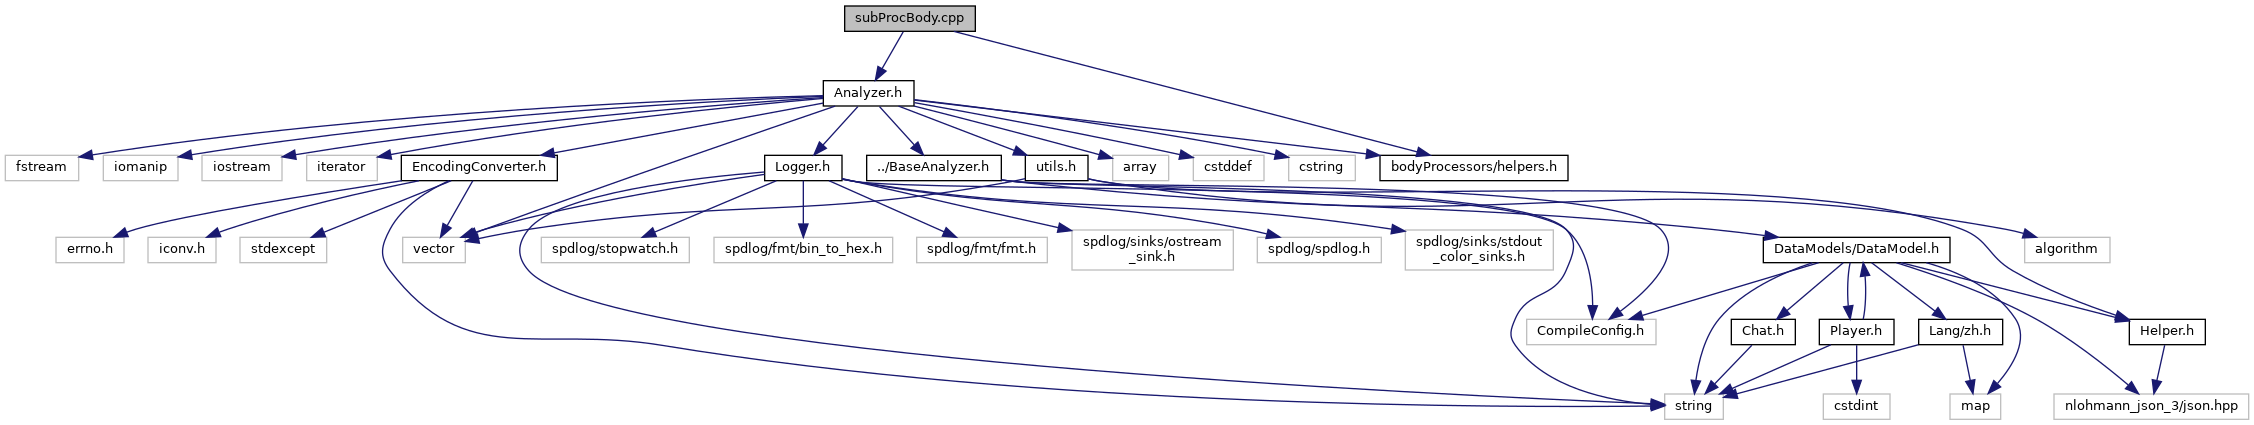 subProcBody.cpp
Analyzer.h
fstream
iomanip
iostream
iterator
EncodingConverter.h
Logger.h
../BaseAnalyzer.h
utils.h
array
cstddef
cstring
bodyProcessors/helpers.h
errno.h
iconv.h
stdexcept
vector
spdlog/stopwatch.h
spdlog/fmt/bin_to_hex.h
spdlog/fmt/fmt.h
spdlog/sinks/ostream
_sink.h
spdlog/spdlog.h
spdlog/sinks/stdout
_color_sinks.h
DataModels/DataModel.h
algorithm
CompileConfig.h
Chat.h
Player.h
Lang/zh.h
Helper.h
string
cstdint
map
nlohmann_json_3/json.hpp